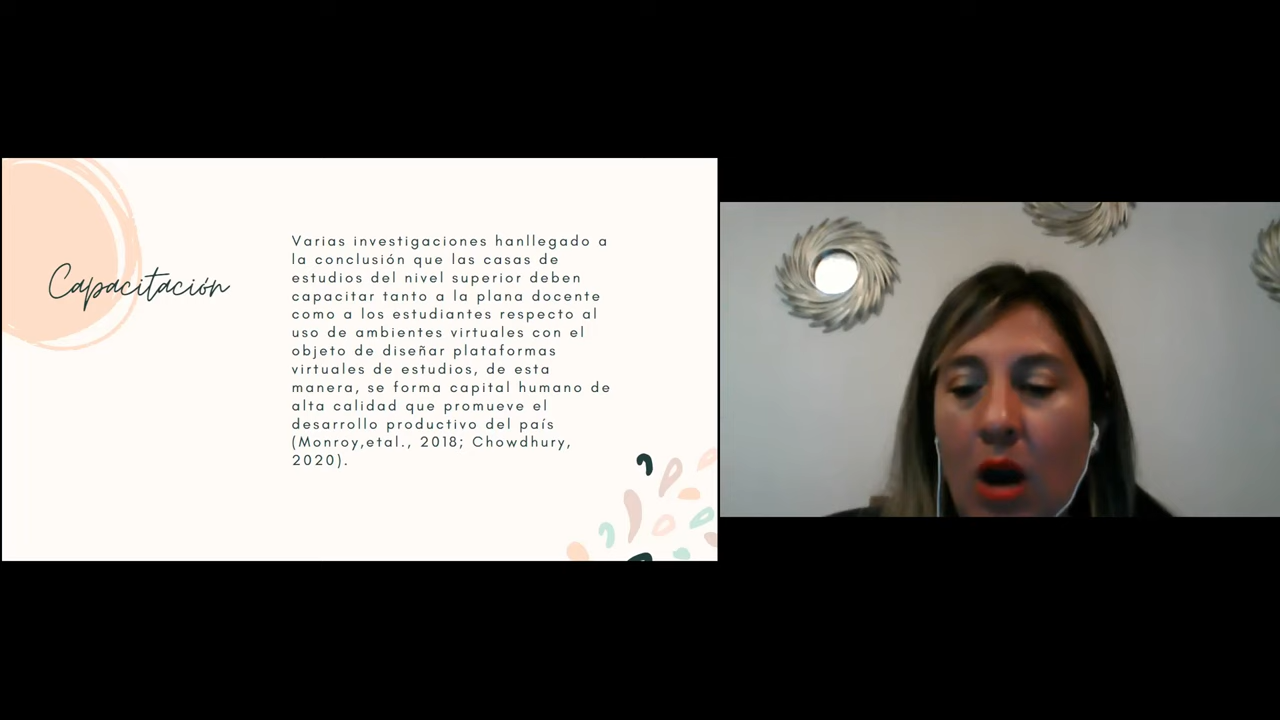 Capacitación
Varias investigaciones hanllegado a
la conclusión que las casas de
estudios del nivel superior deben
capacitar tanto a la plana docente
como a los estudiantes respecto al
uso de ambientes virtuales con el
objeto de diseñar plataformas
virtuales de estudios, de esta
manera, se forma capital humano de
alta calidad que promueve el
desarrollo productivo del país
(Monroy,etal., 2018; Chowdhury,
2020).